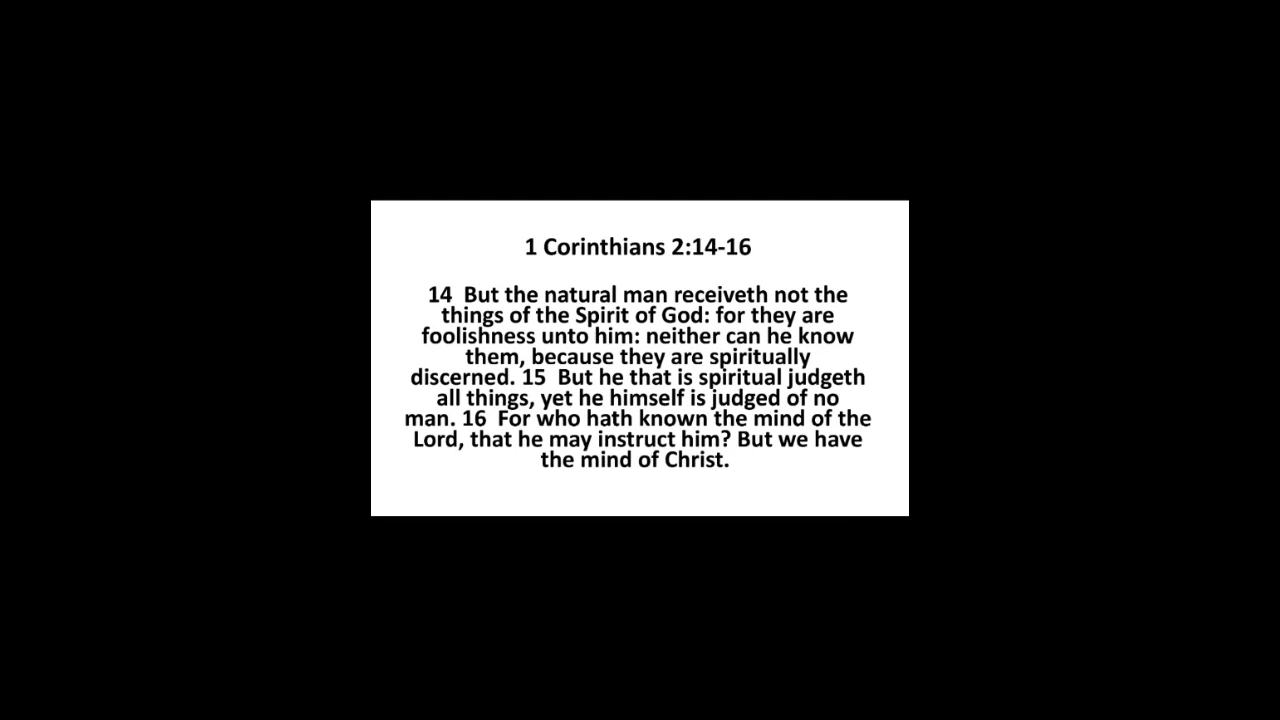 1 Corinthians 2:14-16
14  But the natural man receiveth not the
things of the Spirit of God: for they are
foolishness unto him: neither can he know
them, because they are spiritually
discerned. 15  But he that is spiritual judgeth
all things, yet he himself is judged of no
man. 16  For who hath known the mind of the
Lord, that he may instruct him? But we have
the mind of Christ.